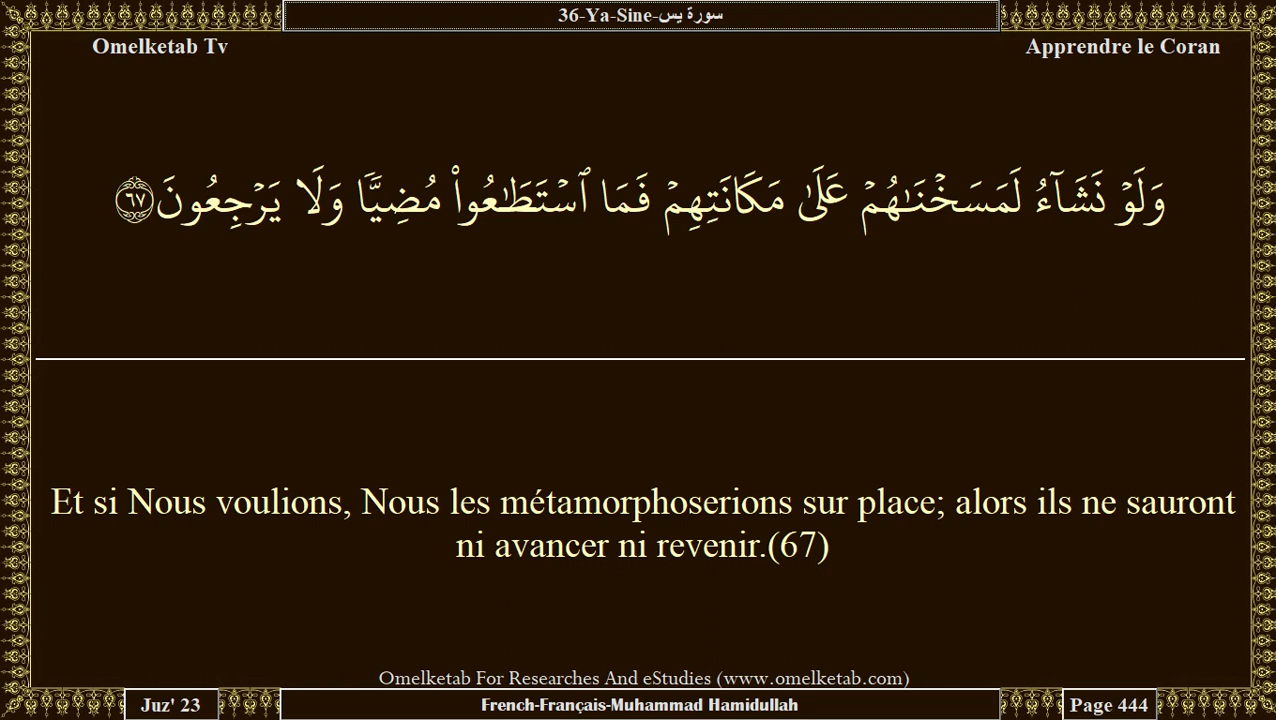 36-Ya-Sine-سورة يس
Omelketab Tv
Apprendre le Coran
وَلَوْ نَشَآءُ لَمَسَخْنَـٰهُمْ عَلَىٰ مَكَانَتِهِمْ فَمَا ٱسْتَطَـٰعُوا۟ مُضِيًّا وَلَا يَرْجِعُونَ ٦٧
Et si Nous voulions, Nous les métamorphoserions sur place; alors ils ne sauront
ni avancer ni revenir.(67)
Omelketab For Researches And eStudies (www.omelketab.com)
Juz' 23
French-Français-Muhammad Hamidullah
Page 444